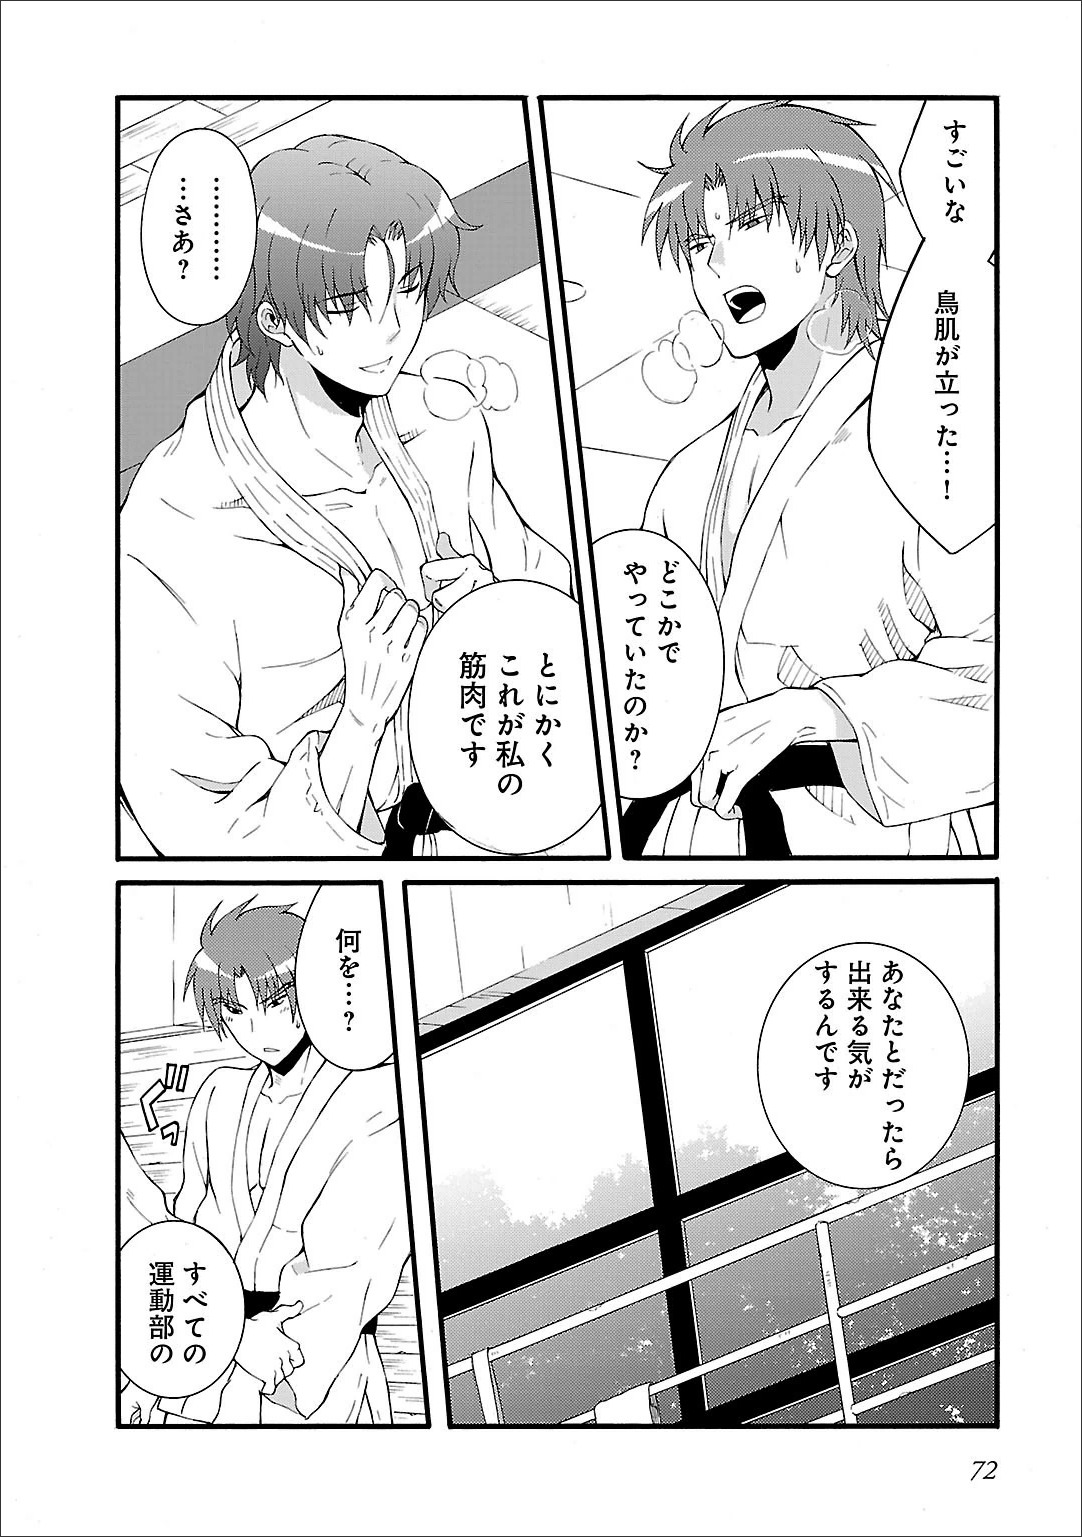 すごいな
鳥肌が立った…!
どこかで
やっていたのか?
…………
…さあ?
とにかく
これが私の
筋肉です
あなたとだったら
出来る気が
するんです
何を…?
すべての
運動部の
72